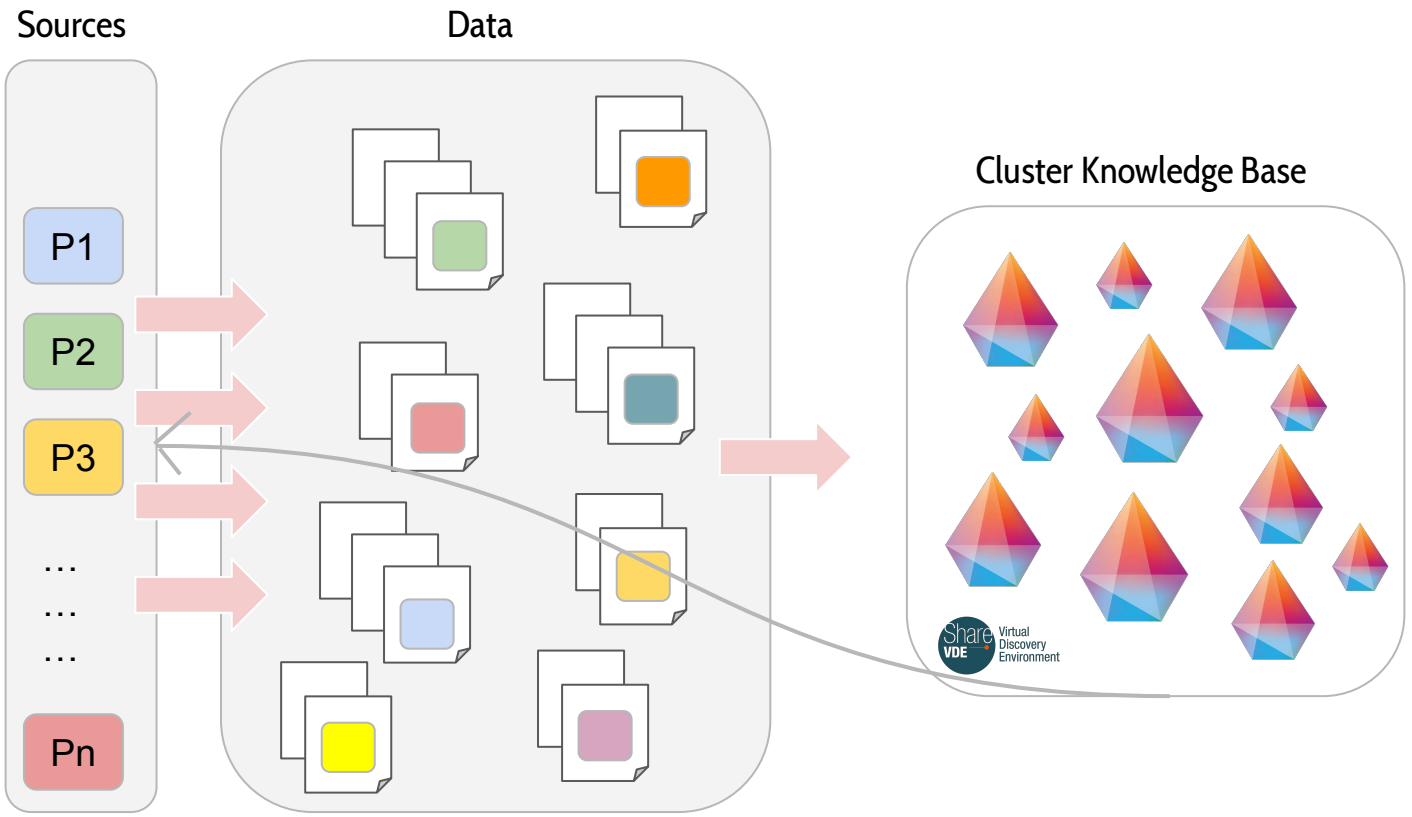 Sources
Data
Cluster Knowledge Base
P1
P2
P3
...
...
...
Pn
Share
VDE
Virtual
Discovery
Environment